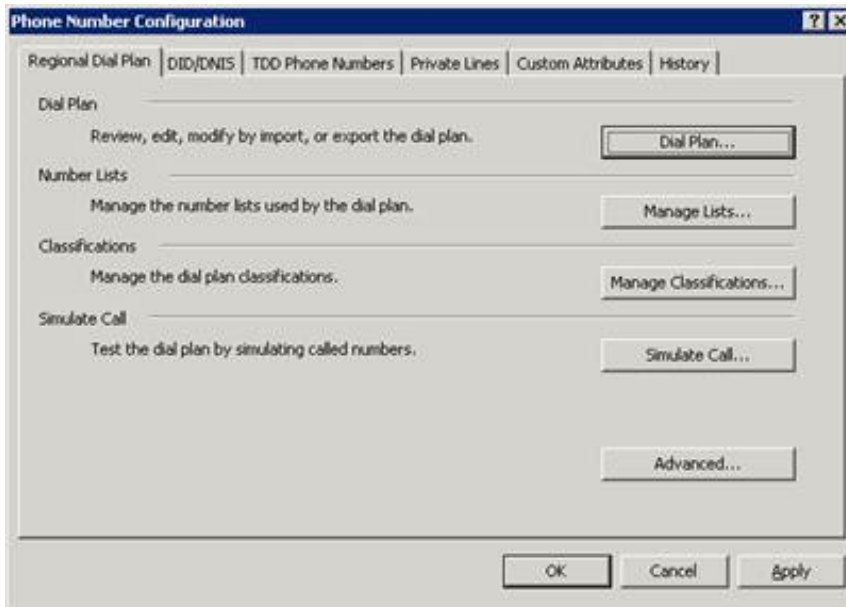 Phone Number Configuration
Regional Dial Plan DID/DNIS TDD Phone Numbers Private Lines Custom Attributes History
Dial Plan
Review, edit, modify by import, or export the dial plan. Dial Plan...
Number Lists
Manage the number lists used by the dial plan. Manage Lists...
Classifications
Manage the dial plan classifications. Manage Classifications...
Simulate Call
Test the dial plan by simulating called numbers. Simulate Call...
Advanced...
OK Cancel Apply